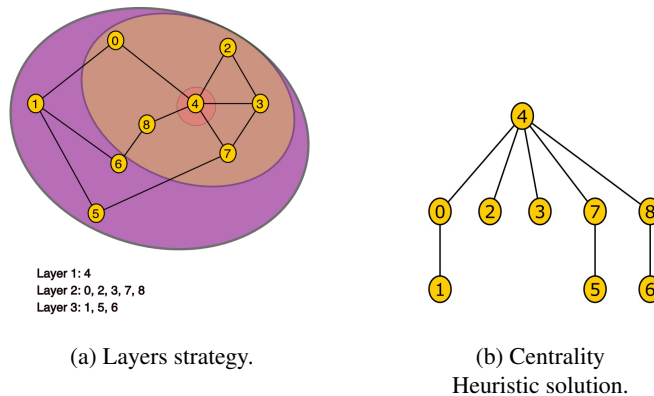 0
2
1
4
3
8
7
6
5
Layer 1: 4
Layer 2: 0, 2, 3, 7, 8
Layer 3: 1, 5, 6
(a) Layers strategy.
4
0 2 3 7 8
1 5 6
(b) Centrality
Heuristic solution.